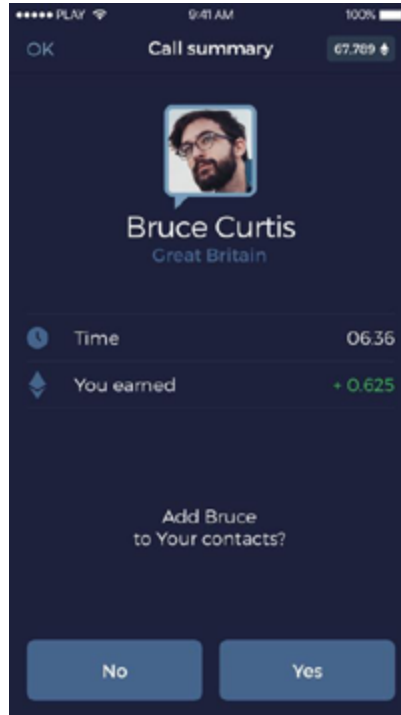 PLAY 9:41 AM 100%
OK Call summary 67.789
Bruce Curtis
Great Britain
Time 06:36
You earned + 0.625
Add Bruce
to Your contacts?
No Yes